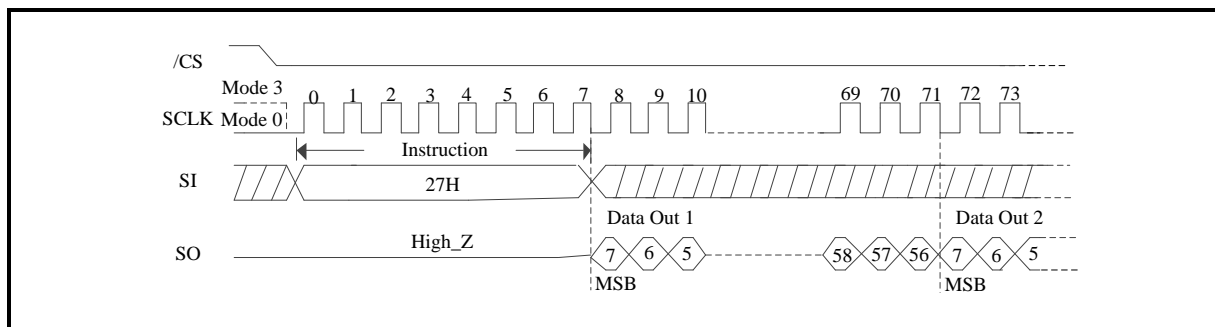 /CS
Mode 3
0 1 2 3 4 5 6 7 8 9 10 69 70 71 72 73
SCLK Mode 0
Instruction
SI
27H
Data Out 1 Data Out 2
SO High_Z
7 6 5 58 57 56 7 6 5
MSB MSB